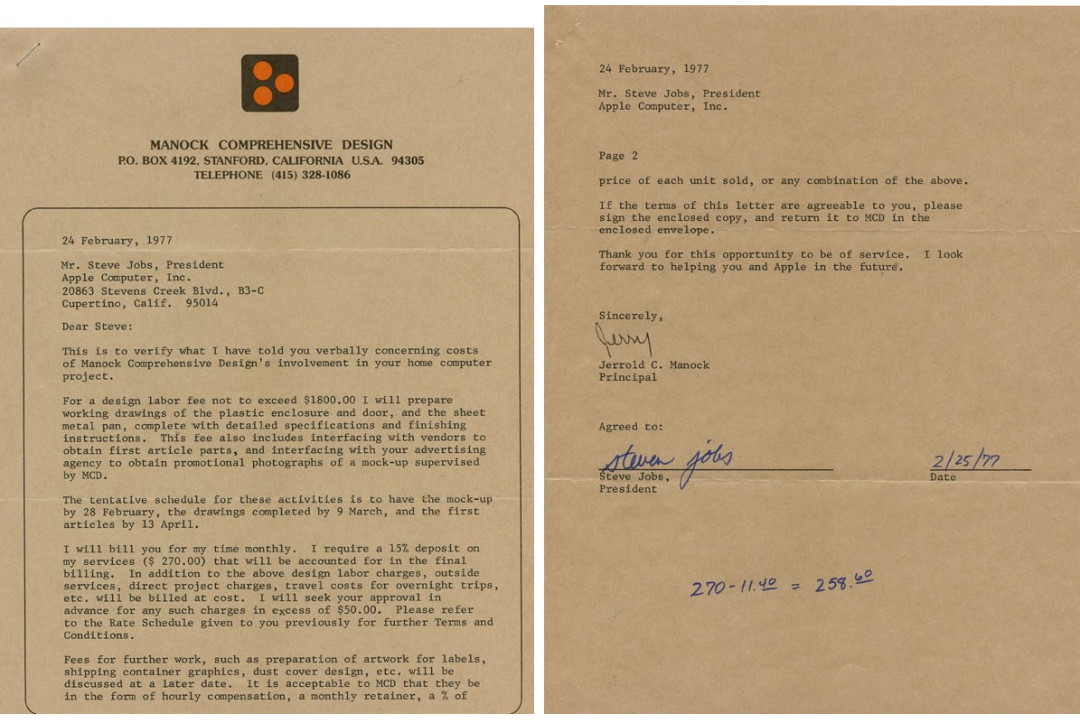 MANOCK COMPREHENSIVE DESIGN
P.O. BOX 4192, STANFORD, CALIFORNIA U.S.A. 94305
TELEPHONE (415) 328-1086
24 February, 1977
Mr. Steve Jobs, President
Apple Computer, Inc.
20863 Stevens Creek Blvd., B3-C
Cupertino, Calif. 95014
Dear Steve:
This is to verify what I have told you verbally concerning costs
of Manock Comprehensive Design's involvement in your home computer
project.
For a design labor fee not to exceed $1800.00 I will prepare
working drawings of the plastic enclosure and door, and the sheet
metal pan, complete with detailed specifications and finishing
instructions. This fee also includes interfacing with vendors to
obtain first article parts, and interfacing with your advertising
agency to obtain promotional photographs of a mock-up supervised
by MCD.
The tentative schedule for these activities is to have the mock-up
by 28 February, the drawings completed by 9 March, and the first
articles by 13 April.
I will bill you for my time monthly. I require a 15% deposit on
my services ($ 270.00) that will be accounted for in the final
billing. In addition to the above design labor charges, outside
services, direct project charges, travel costs for overnight trips,
etc. will be billed at cost. I will seek your approval in
advance for any such charges in excess of $50.00. Please refer
to the Rate Schedule given to you previously for further Terms and
Conditions.
Fees for further work, such as preparation of artwork for labels,
shipping container graphics, dust cover design, etc. will be
discussed at a later date. It is acceptable to MCD that they be
in the form of hourly compensation, a monthly retainer, a % of
24 February, 1977
Mr. Steve Jobs, President
Apple Computer, Inc.
Page 2
price of each unit sold, or any combination of the above.
If the terms of this letter are agreeable to you, please
sign the enclosed copy, and return it to MCD in the
enclosed envelope.
Thank you for this opportunity to be of service. I look
forward to helping you and Apple in the future.
Sincerely,
Jerry
Jerrold C. Manock
Principal
Agreed to:
steven jobs 2/25/77
Steve Jobs, Date
President
270-11.40 = 258.60